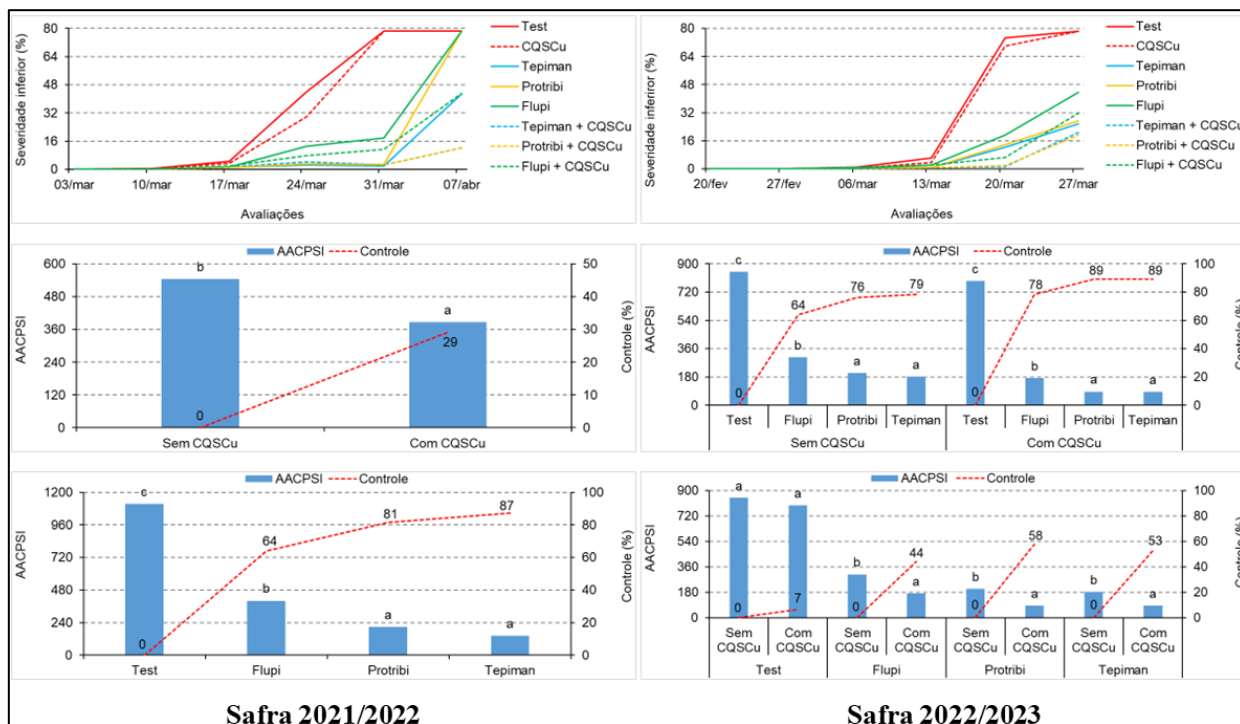 Severidade inferior (%)
80
64
48
32
16
0
03/mar 10/mar 17/mar 24/mar 31/mar 07/abr
Avaliações
Test
CQSCu
Tepiman
Protribi
Flupi
Tepiman + CQSCu
Protribi + CQSCu
Flupi + CQSCu
Severidade inferiror (%)
80
64
48
32
16
0
20/fev 27/fev 06/mar 13/mar 20/mar 27/mar
Avaliações
Test
CQSCu
Tepiman
Protribi
Flupi
Tepiman + CQSCu
Protribi + CQSCu
Flupi + CQSCu
AACPSI Controle
AACPSI
600
480
360
240
120
0
b
a
0
29
50
40
30
20
10
0
Controle (%)
Sem CQSCu Com CQSCu
AACPSI Controle
AACPSI
900
720
540
360
180
0
c b a a c b a a
0 64 76 79 0 78 89 89
100
80
60
40
20
0
Controle (%)
Test Flupi Protribi Tepiman Test Flupi Protribi Tepiman
Sem CQSCu Com CQSCu
AACPSI Controle
AACPSI
1200
960
720
480
240
0
c b a a
0 64 81 87
100
80
60
40
20
0
Controle (%)
Test Flupi Protribi Tepiman
AACPSI Controle
AACPSI
900
720
540
360
180
0
a a b a b a b a
0 7 0 44 0 58 0 53
100
80
60
40
20
0
Controle (%)
Sem Com Sem Com Sem Com Sem Com
CQSCu CQSCu CQSCu CQSCu CQSCu CQSCu CQSCu CQSCu
Test Flupi Protribi Tepiman
Safra 2021/2022
Safra 2022/2023